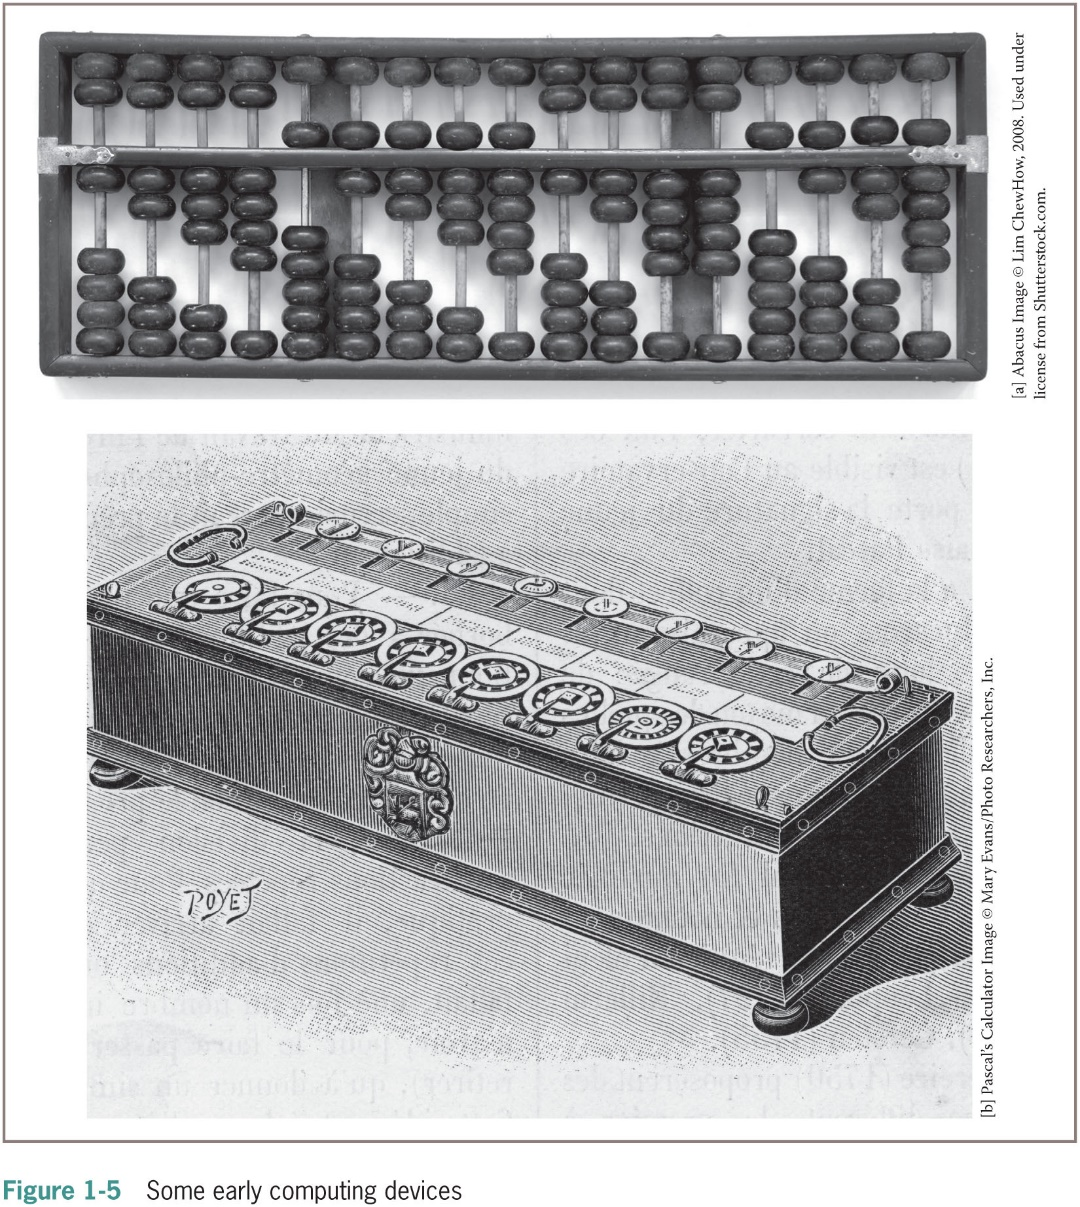 [a] Abacus Image © Lim ChewHow, 2008. Used under
license from Shutterstock.com.
POYET
[b] Pascal's Calculator Image © Mary Evans/Photo Researchers, Inc.
Figure 1-5 Some early computing devices